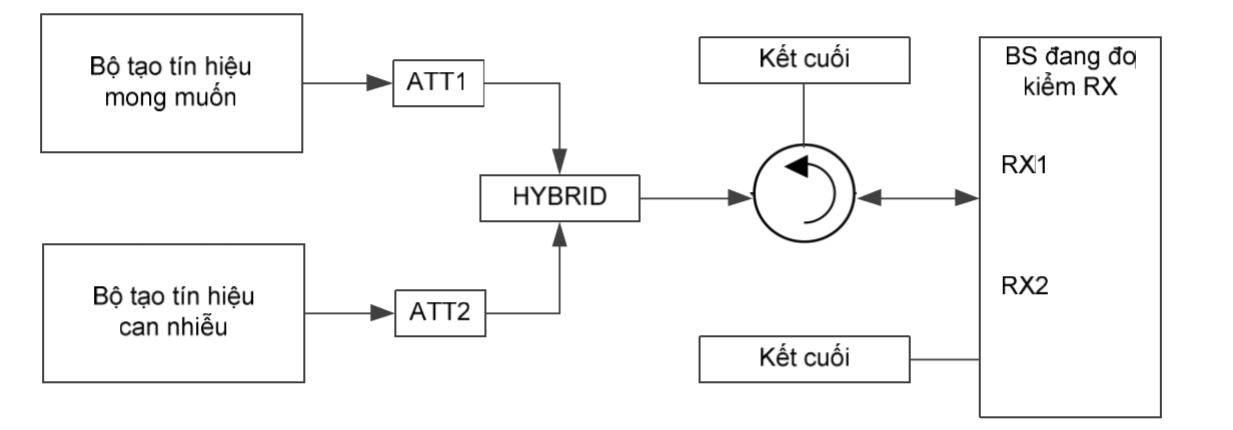 Bộ tạo tín hiệu
mong muốn
ATT1
Kết cuối
BS đang đo
kiểm RX
RX1
HYBRID
RX2
Bộ tạo tín hiệu
can nhiễu
ATT2
Kết cuối